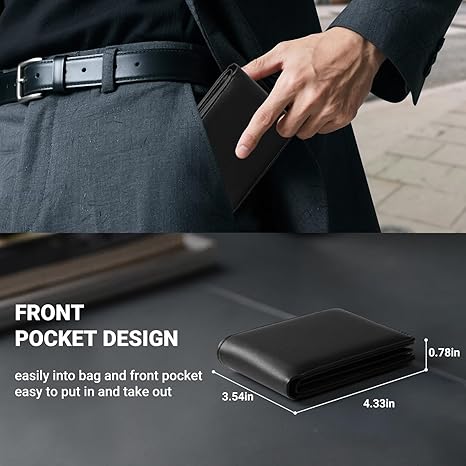 FRONT
POCKET DESIGN
easily into bag and front pocket
easy to put in and take out
3.54in
4.33in
0.78in